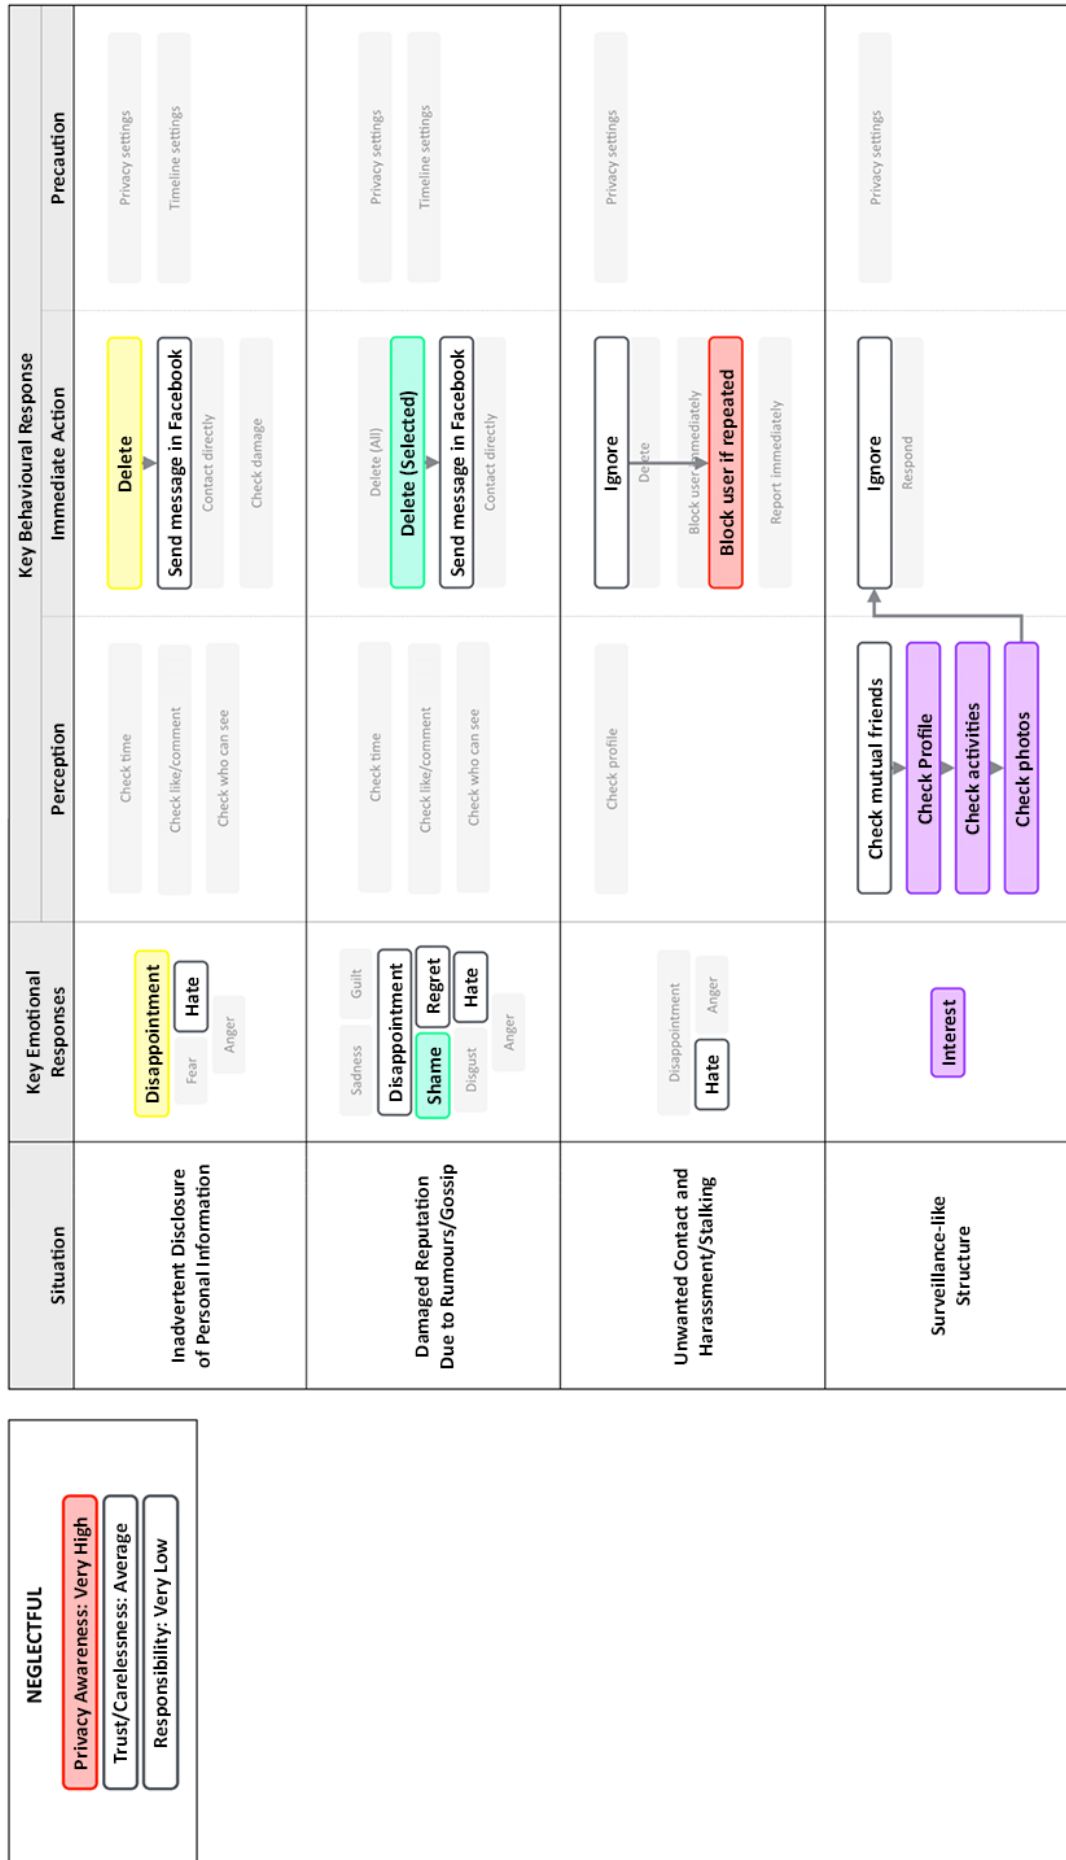 NEGLECTFUL
Privacy Awareness: Very High
Trust/Carelessness: Average
Responsibility: Very Low
Situation
Key Emotional
Responses
Key Behavioural Response
Perception
Immediate Action
Precaution
Inadvertent Disclosure
of Personal Information
Disappointment
Fear
Hate
Anger
Check time
Check like/comment
Check who can see
Delete
Send message in Facebook
Contact directly
Check damage
Privacy settings
Timeline settings
Damaged Reputation
Due to Rumours/Gossip
Sadness
Guilt
Disappointment
Shame
Regret
Disgust
Hate
Anger
Check time
Check like/comment
Check who can see
Delete (All)
Delete (Selected)
Send message in Facebook
Contact directly
Privacy settings
Timeline settings
Unwanted Contact and
Harassment/Stalking
Disappointment
Hate
Anger
Check profile
Ignore
Delete
Block user immediately
Block user if repeated
Report immediately
Privacy settings
Surveillance-like
Structure
Interest
Check mutual friends
Check Profile
Check activities
Check photos
Ignore
Respond
Privacy settings